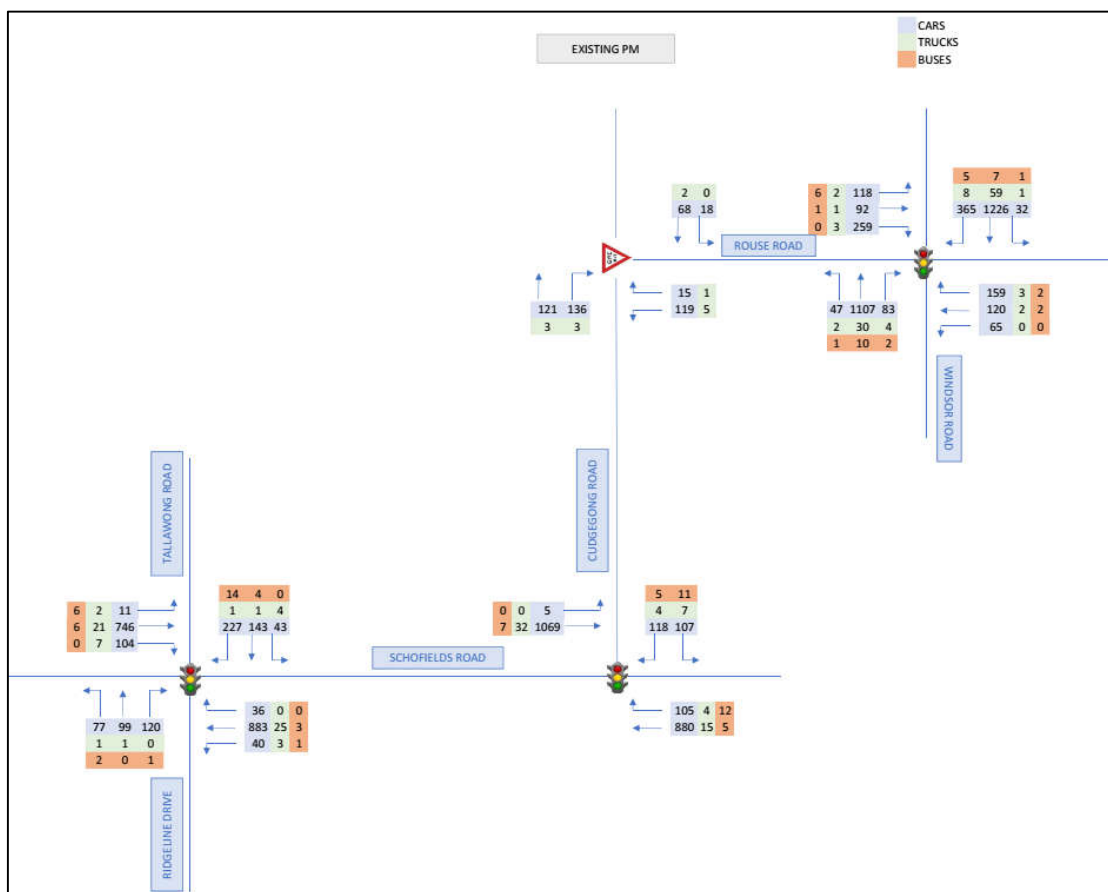 CARS
EXISTING PM
TRUCKS
BUSES
5 7 1
2 0
6 2 118
8 59 1
68 18
1 1 92
365 1226 32
0 3 259
ROUSE ROAD
GIVE WAY
121 136
3 3
15 1
119 5
47 1107 83
2 30 4
1 10 2
159 3 2
120 2 2
65 0 0
WINDSOR ROAD
TALLAWONG ROAD
CUDGEGONG ROAD
14 4 0
6 2 11
1 1 4
6 21 746
227 143 43
0 7 104
0 0 5
7 32 1069
5 11
4 7
118 107
SCHOFIELDS ROAD
77 99 120
1 1 0
2 0 1
36 0 0
883 25 3
40 3 1
105 4 12
880 15 5
RIDGELINE DRIVE